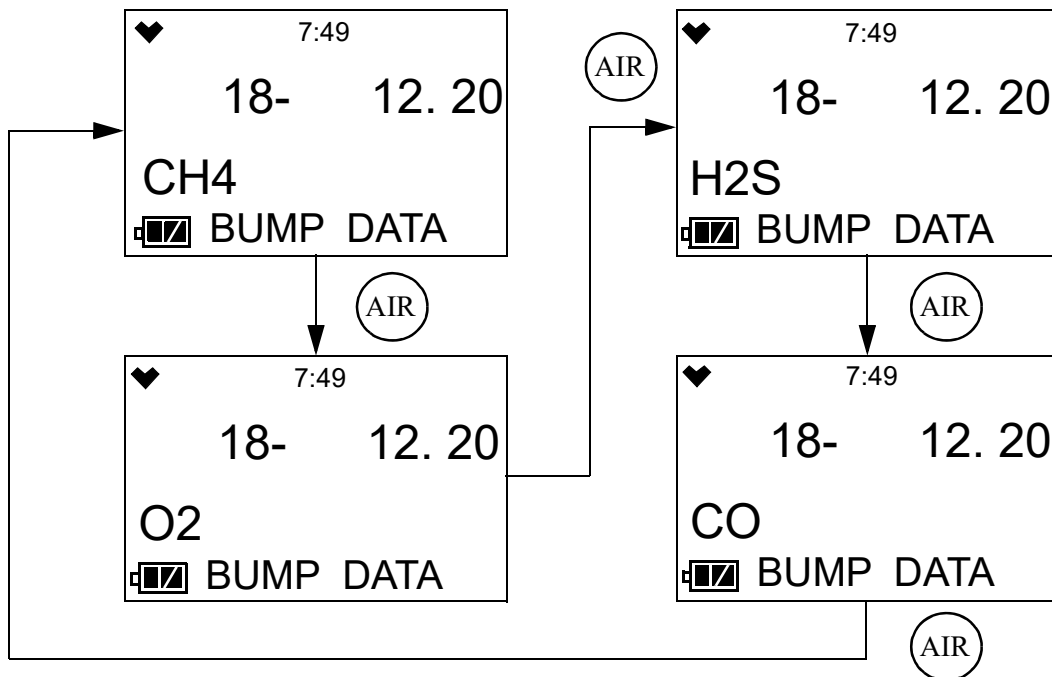 7:49
18- 12. 20
CH4
BUMP DATA
AIR
7:49
18- 12. 20
O2
BUMP DATA
AIR
7:49
18- 12. 20
H2S
BUMP DATA
AIR
7:49
18- 12. 20
CO
BUMP DATA
AIR